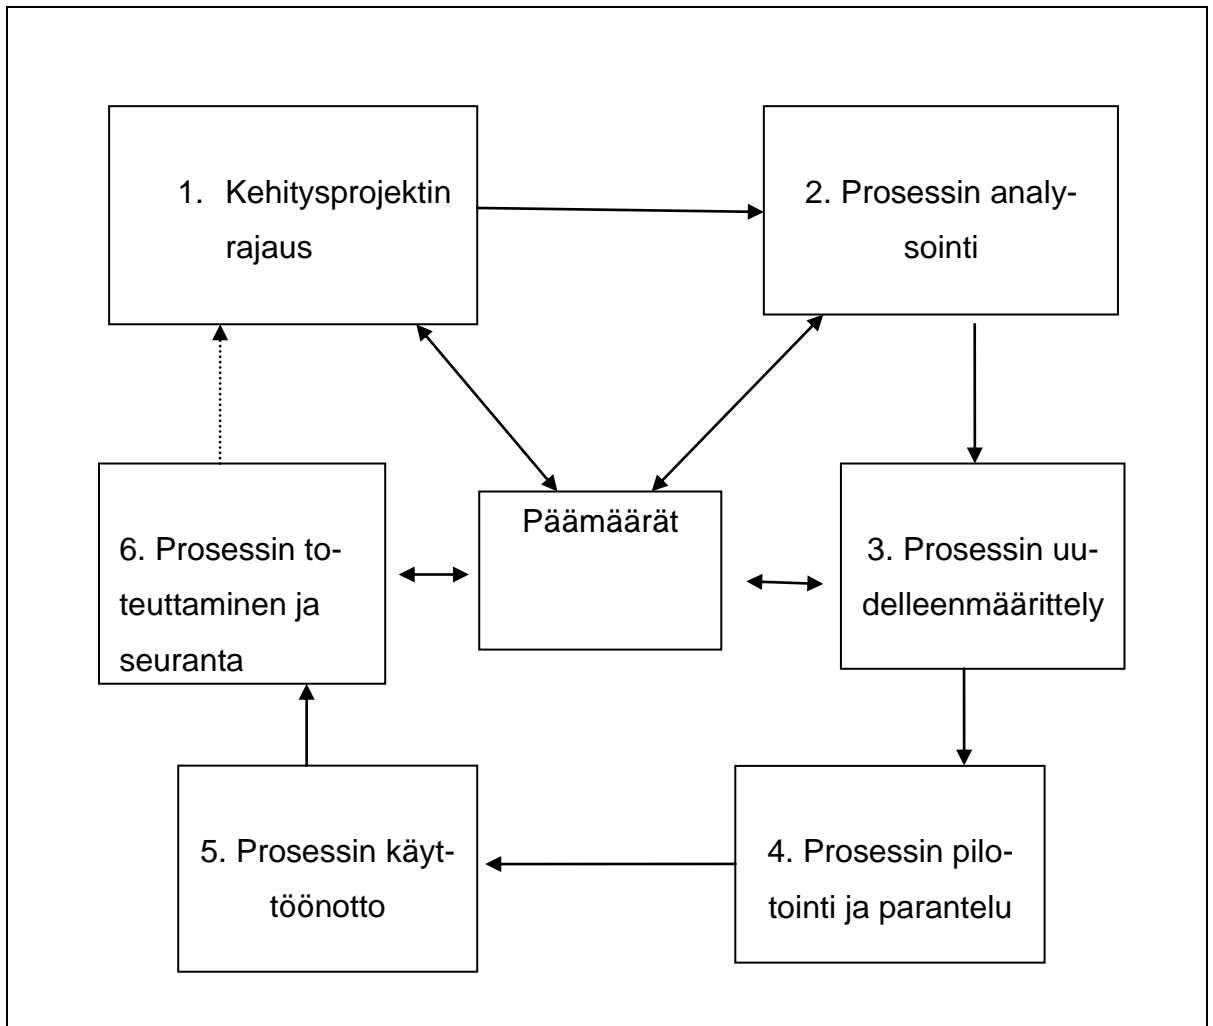 1. Kehitysprojektin
rajaus
2. Prosessin analy-
sointi
Päämäärät
6. Prosessin to-
teuttaminen ja
seuranta
3. Prosessin uu-
delleenmäärittely
5. Prosessin käyt-
töönotto
4. Prosessin pilo-
tointi ja parantelu